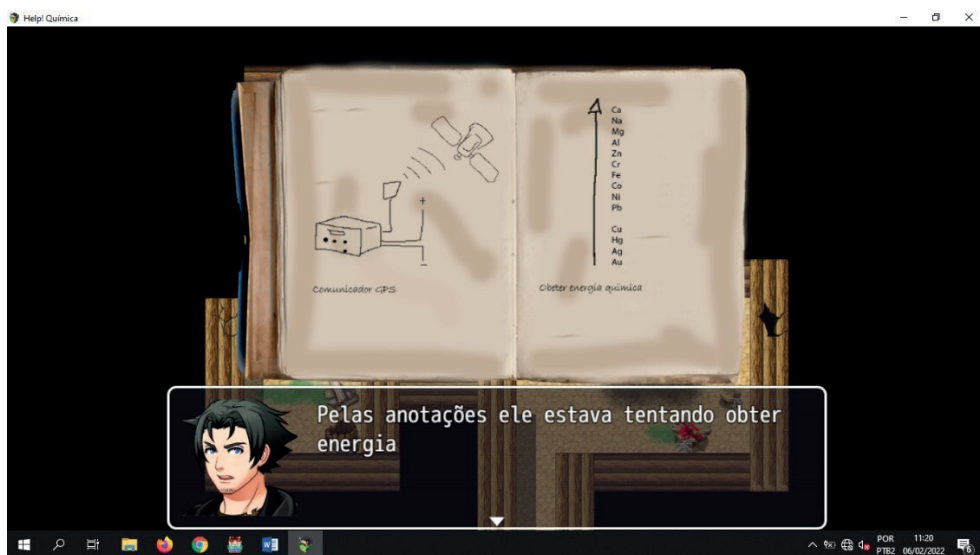 Help! Química
+
−
Comunicador GPS
Ca
Na
Mg
Al
Zn
Cr
Fe
Co
Ni
Pb
Cu
Hg
Ag
Au
Obeter energia química
Pelas anotações ele estava tentando obter
energia
POR
PTB2
11:20
06/02/2022